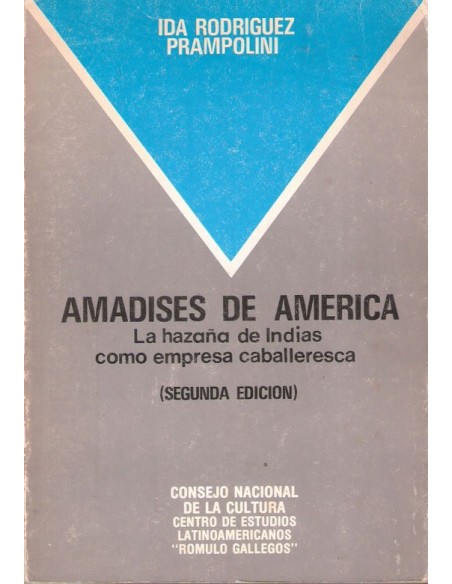 IDA RODRIGUEZ
PRAMPOLINI
AMADISES DE AMERICA
La hazaña de Indias
como empresa caballeresca
(SEGUNDA EDICION)
CONSEJO NACIONAL
DE LA CULTURA
CENTRO DE ESTUDIOS
LATINOAMERICANOS
"ROMULO GALLEGOS"